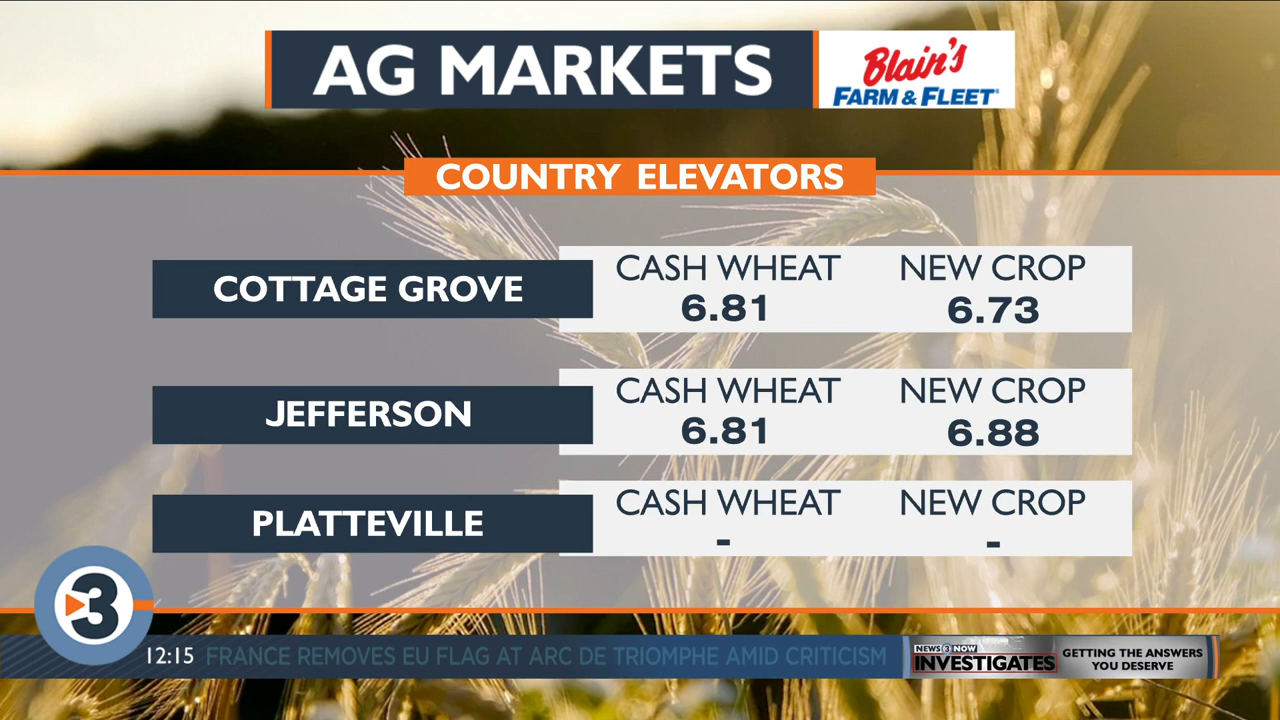 AG MARKETS
Blain's
FARM & FLEET
COUNTRY ELEVATORS
COTTAGE GROVE
CASH WHEAT
6.81
NEW CROP
6.73
JEFFERSON
CASH WHEAT
6.81
NEW CROP
6.88
PLATTEVILLE
CASH WHEAT
-
NEW CROP
-
3
12:15 FRANCE REMOVES EU FLAG AT ARC DE TRIOMPHE AMID CRITICISM
NEWS 3 NOW
INVESTIGATES
GETTING THE ANSWERS
YOU DESERVE